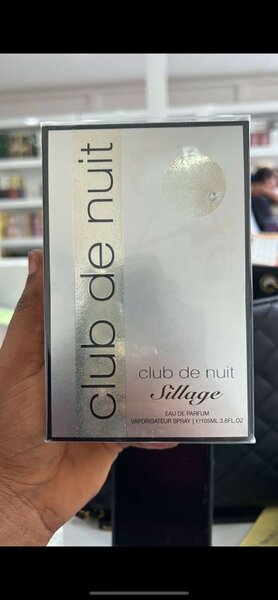 club de nuit
club de nuit
Sillage
EAU DE PARFUM
VAPORISATEUR SPRAY | ℮105ML 3.6FL.OZ